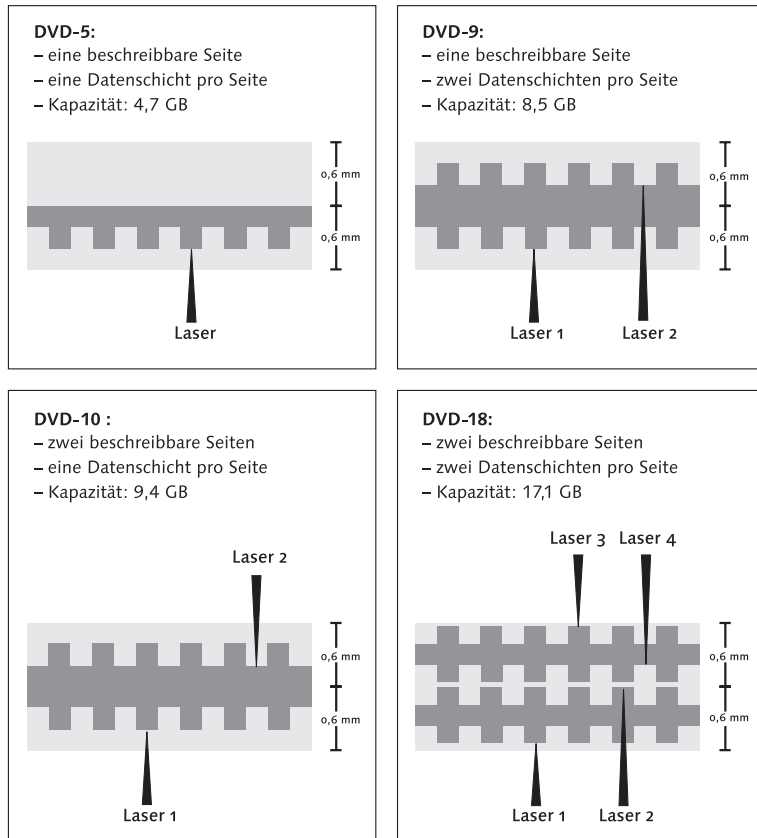 DVD-5:
– eine beschreibbare Seite
– eine Datenschicht pro Seite
– Kapazität: 4,7 GB
0,6 mm
0,6 mm
Laser
DVD-9:
– eine beschreibbare Seite
– zwei Datenschichten pro Seite
– Kapazität: 8,5 GB
0,6 mm
0,6 mm
Laser 1
Laser 2
DVD-10 :
– zwei beschreibbare Seiten
– eine Datenschicht pro Seite
– Kapazität: 9,4 GB
Laser 2
0,6 mm
0,6 mm
Laser 1
DVD-18:
– zwei beschreibbare Seiten
– zwei Datenschichten pro Seite
– Kapazität: 17,1 GB
Laser 3 Laser 4
0,6 mm
0,6 mm
Laser 1
Laser 2